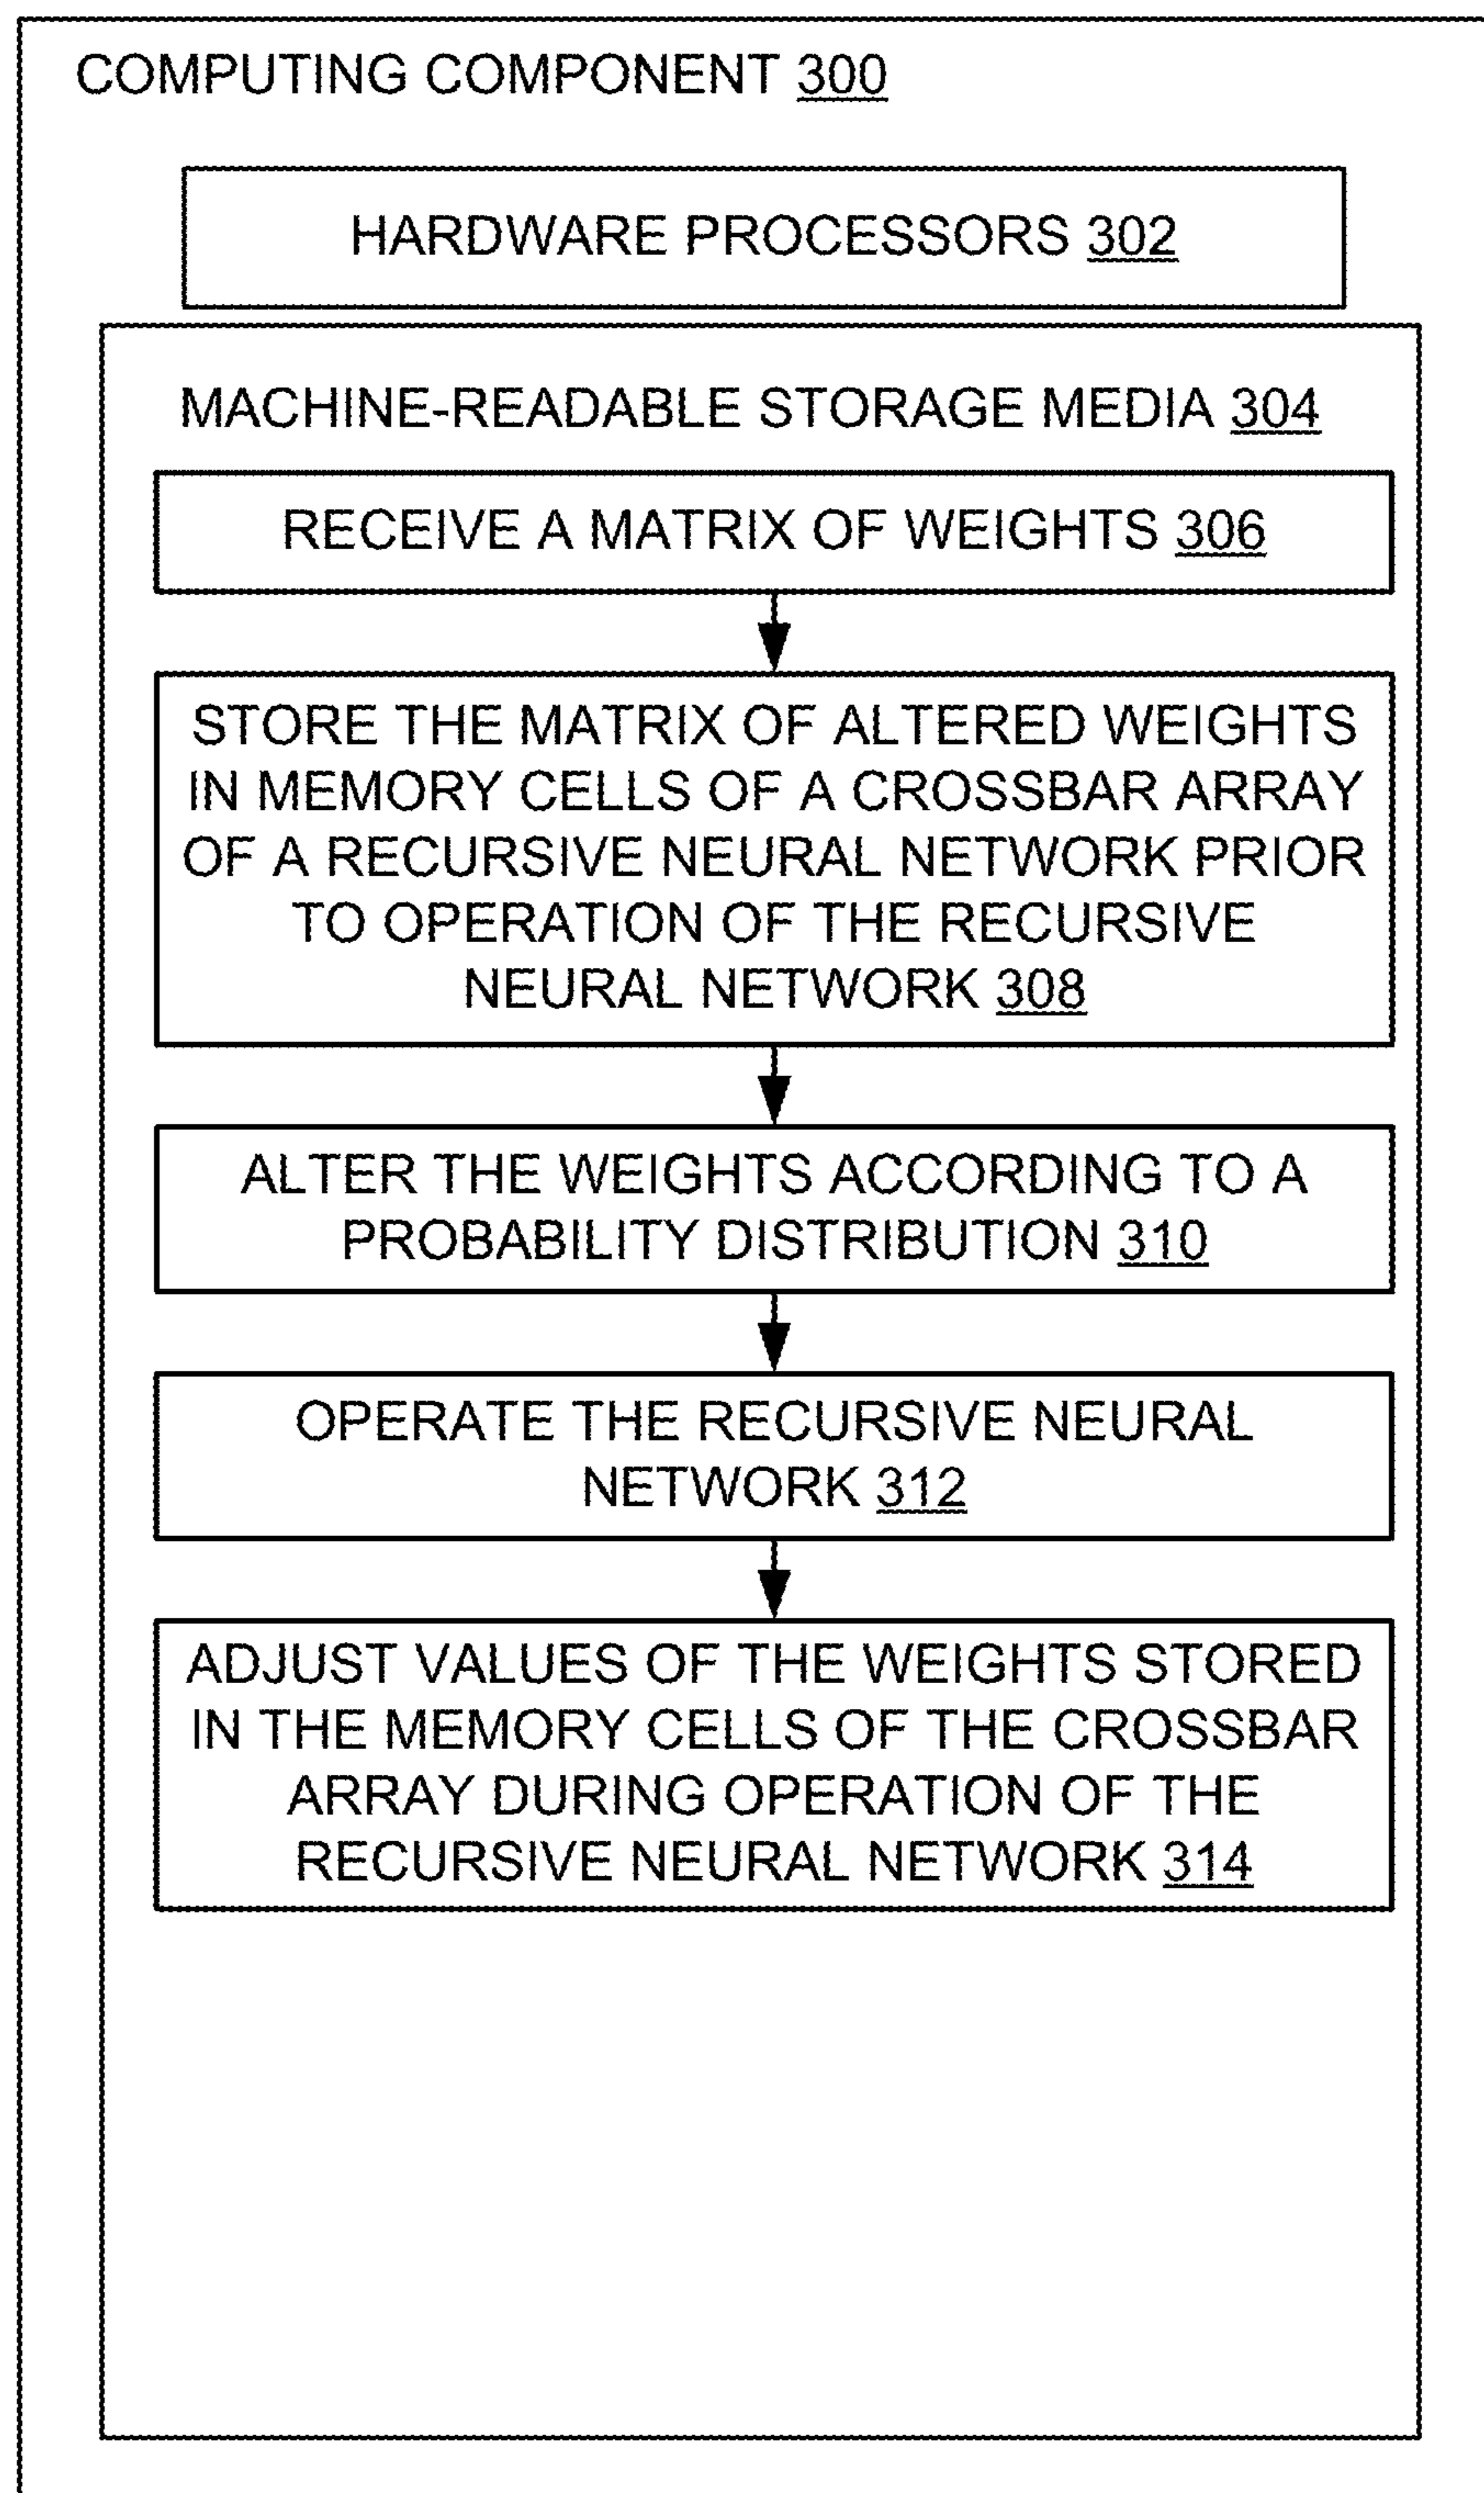 COMPUTING COMPONENT 300
HARDWARE PROCESSORS 302
MACHINE-READABLE STORAGE MEDIA 304
RECEIVE A MATRIX OF WEIGHTS 306
STORE THE MATRIX OF ALTERED WEIGHTS
IN MEMORY CELLS OF A CROSSBAR ARRAY
OF A RECURSIVE NEURAL NETWORK PRIOR
TO OPERATION OF THE RECURSIVE
NEURAL NETWORK 308
ALTER THE WEIGHTS ACCORDING TO A
PROBABILITY DISTRIBUTION 310
OPERATE THE RECURSIVE NEURAL
NETWORK 312
ADJUST VALUES OF THE WEIGHTS STORED
IN THE MEMORY CELLS OF THE CROSSBAR
ARRAY DURING OPERATION OF THE
RECURSIVE NEURAL NETWORK 314